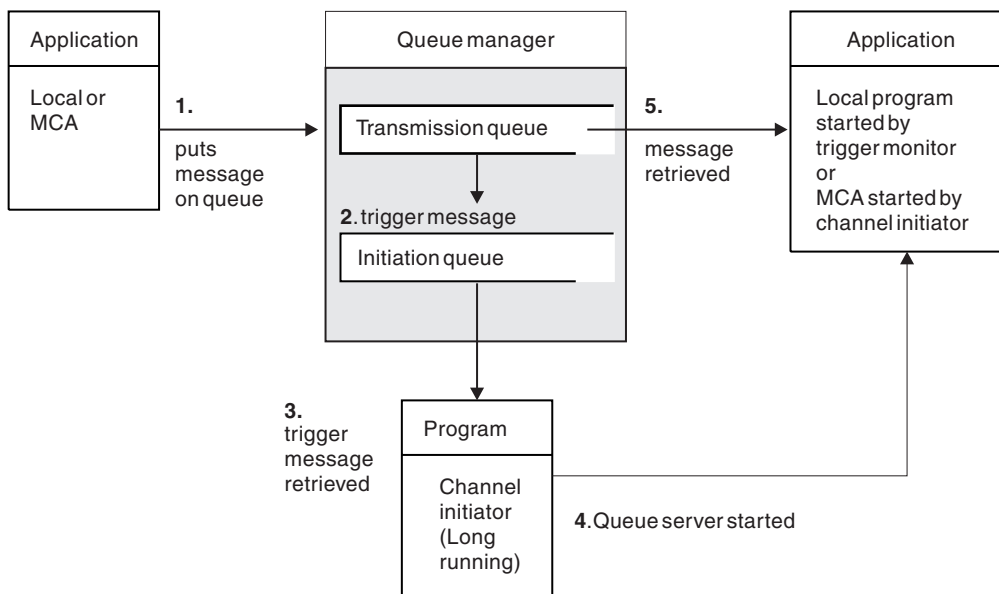 Application
Local or
MCA
1.
puts
message
on queue
Queue manager
Transmission queue
2. trigger message
Initiation queue
5.
message
retrieved
Application
Local program
started by
trigger monitor
or
MCA started by
channel initiator
3.
trigger
message
retrieved
Program
Channel
initiator
(Long
running)
4. Queue server started